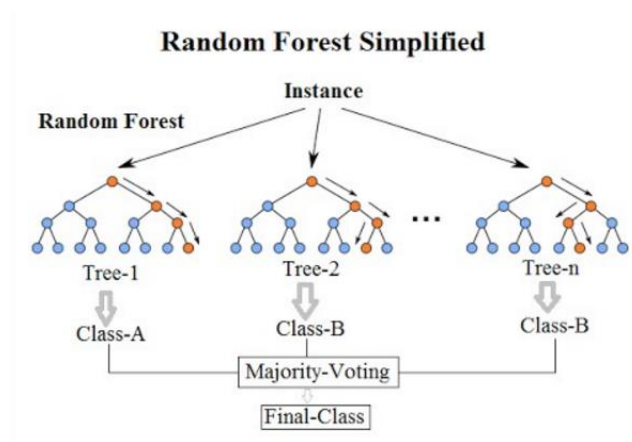 Random Forest Simplified
Instance
Random Forest
...
Tree-1
Tree-2
Tree-n
Class-A
Class-B
Class-B
Majority-Voting
Final-Class